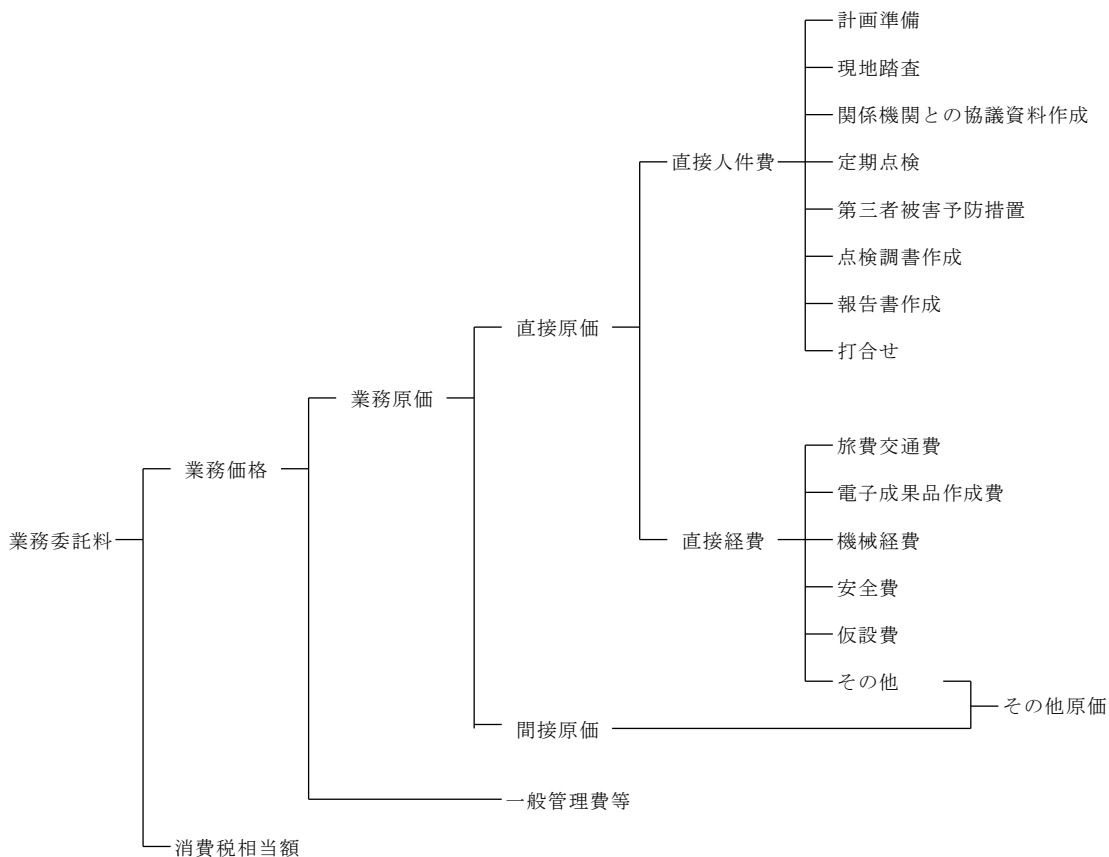 計画準備
現地踏査
関係機関との協議資料作成
直接人件費
定期点検
第三者被害予防措置
点検調書作成
報告書作成
直接原価
打合せ
業務原価
旅費交通費
業務価格
電子成果品作成費
業務委託料
直接経費
機械経費
安全費
仮設費
その他
その他原価
間接原価
一般管理費等
消費税相当額